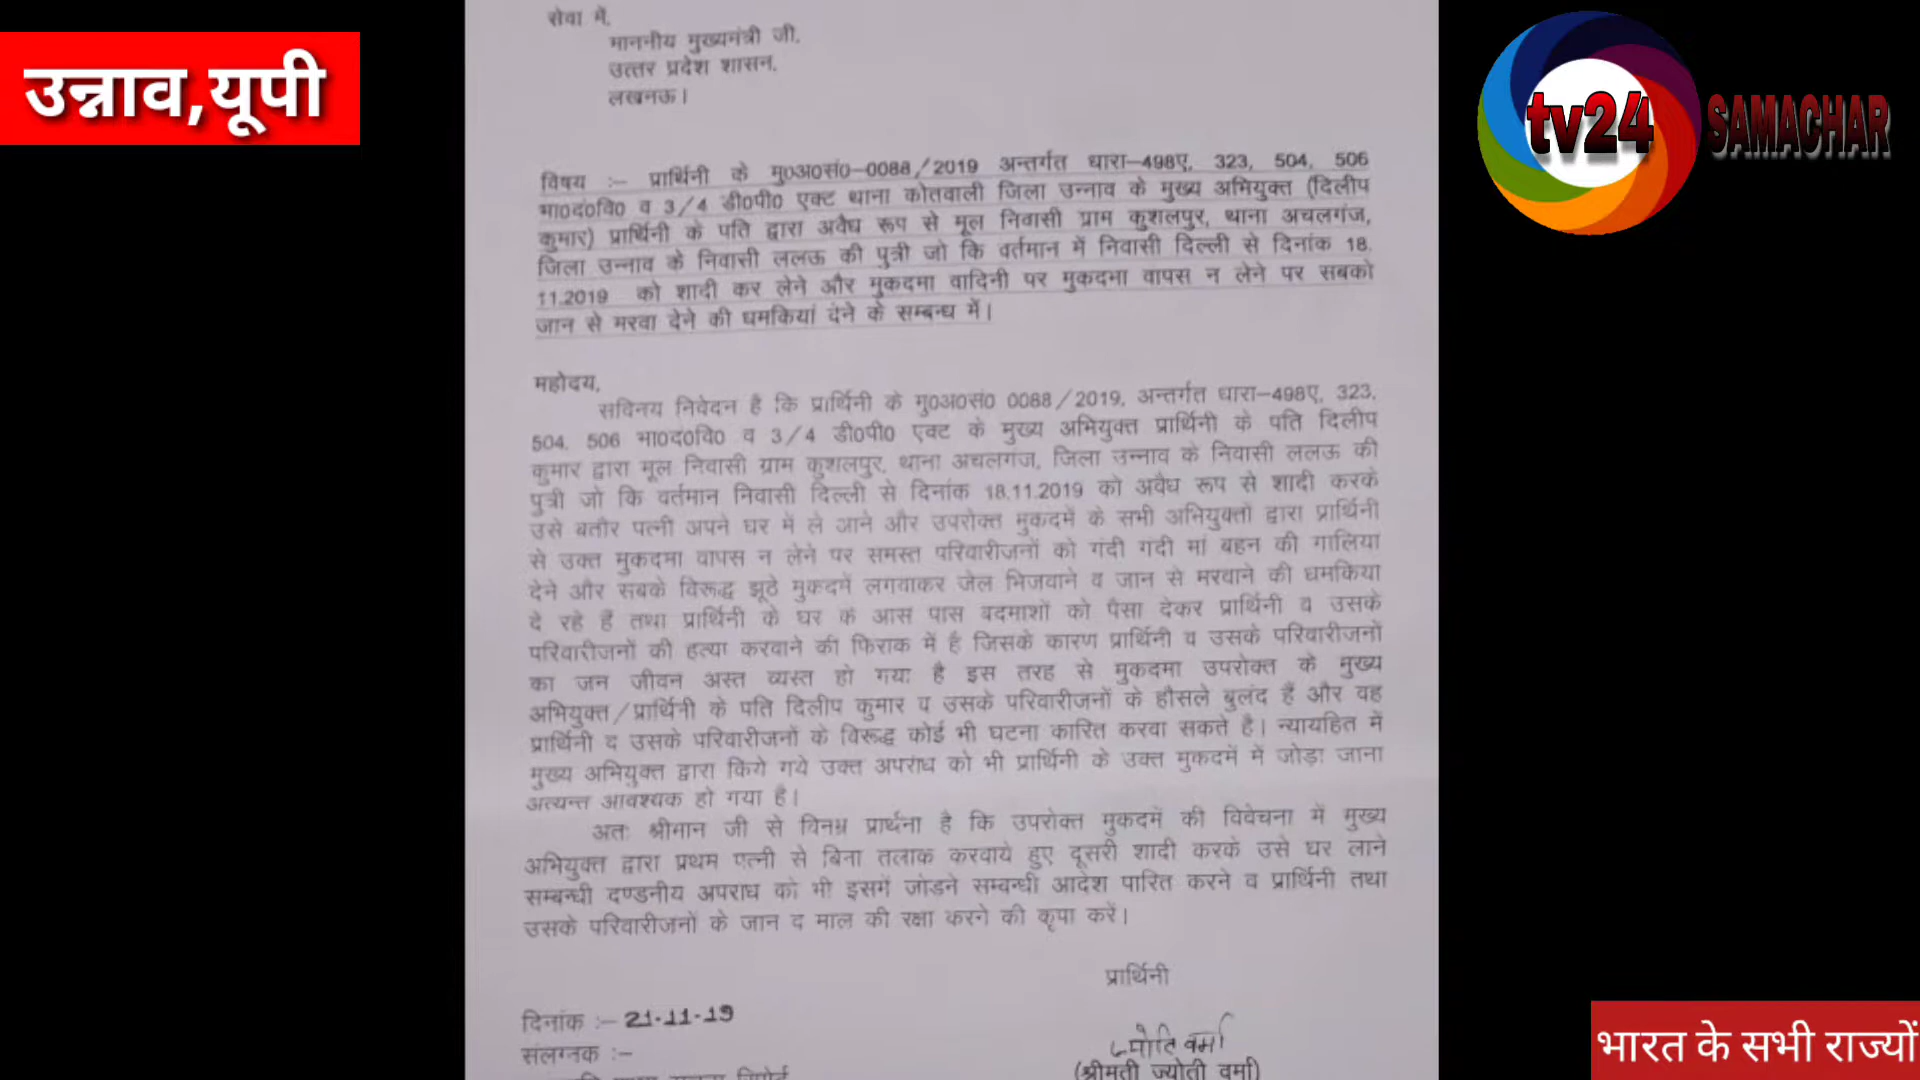 उन्नाव,यूपी
tv24 SAMACHAR
सेवा में,
माननीय मुख्यमंत्री जी,
उत्तर प्रदेश शासन,
लखनऊ।
विषय :– प्रार्थिनी के मु0अ0सं0–0088/2019 अन्तर्गत धारा–498ए, 323, 504, 506
भा0द0वि0 व 3/4 डी0पी0 एक्ट थाना कोतवाली जिला उन्नाव के मुख्य अभियुक्त (दिलीप
कुमार) प्रार्थिनी के पति द्वारा अवैध रूप से मूल निवासी ग्राम कुशलपुर, थाना अचलगंज,
जिला उन्नाव के निवासी ललऊ की पुत्री जो कि वर्तमान में निवासी दिल्ली से दिनांक 18.
11.2019 को शादी कर लेने और मुकदमा वादिनी पर मुकदमा वापस न लेने पर सबको
जान से मरवा देने की धमकियां देने के सम्बन्ध में।
महोदय,
सविनय निवेदन है कि प्रार्थिनी के मु0अ0सं0 0088/2019, अन्तर्गत धारा–498ए, 323,
504, 506 भा0द0वि0 व 3/4 डी0पी0 एक्ट के मुख्य अभियुक्त प्रार्थिनी के पति दिलीप
कुमार द्वारा मूल निवासी ग्राम कुशलपुर, थाना अचलगंज, जिला उन्नाव के निवासी ललऊ की
पुत्री जो कि वर्तमान निवासी दिल्ली से दिनांक 18.11.2019 को अवैध रूप से शादी करके
उसे बतौर पत्नी अपने घर में ले आने और उपरोक्त मुकदमें के सभी अभियुक्तों द्वारा प्रार्थिनी
से उक्त मुकदमा वापस न लेने पर समस्त परिवारीजनों को गंदी गंदी मां बहन की गालिया
देने और सबके विरूद्ध झूठे मुकदमें लगवाकर जेल भिजवाने व जान से मरवाने की धमकिया
दे रहे हैं तथा प्रार्थिनी के घर के आस पास बदमाशों को पैसा देकर प्रार्थिनी व उसके
परिवारीजनों की हत्या करवाने की फिराक में है जिसके कारण प्रार्थिनी व उसके परिवारीजनों
का जन जीवन अस्त व्यस्त हो गया है इस तरह से मुकदमा उपरोक्त के मुख्य
अभियुक्त/प्रार्थिनी के पति दिलीप कुमार व उसके परिवारीजनों के हौसले बुलंद हैं और वह
प्रार्थिनी व उसके परिवारीजनों के विरूद्ध कोई भी घटना कारित करवा सकते है। न्यायहित में
मुख्य अभियुक्त द्वारा किये गये उक्त अपराध को भी प्रार्थिनी के उक्त मुकदमें में जोड़ा जाना
अत्यन्त आवश्यक हो गया है।
अतः श्रीमान जी से विनम्र प्रार्थना है कि उपरोक्त मुकदमें की विवेचना में मुख्य
अभियुक्त द्वारा प्रथम पत्नी से बिना तलाक करवाये हुए दूसरी शादी करके उसे घर लाने
सम्बन्धी दण्डनीय अपराध को भी इसमें जोडने सम्बन्धी आदेश पारित करने व प्रार्थिनी तथा
उसके परिवारीजनों के जान व माल की रक्षा करने की कृपा करें।
प्रार्थिनी
दिनांक :– 21.11.19
ज्योति वर्मा
संलग्नक :–
(श्रीमती ज्योती वर्मा)
भारत के सभी राज्यों